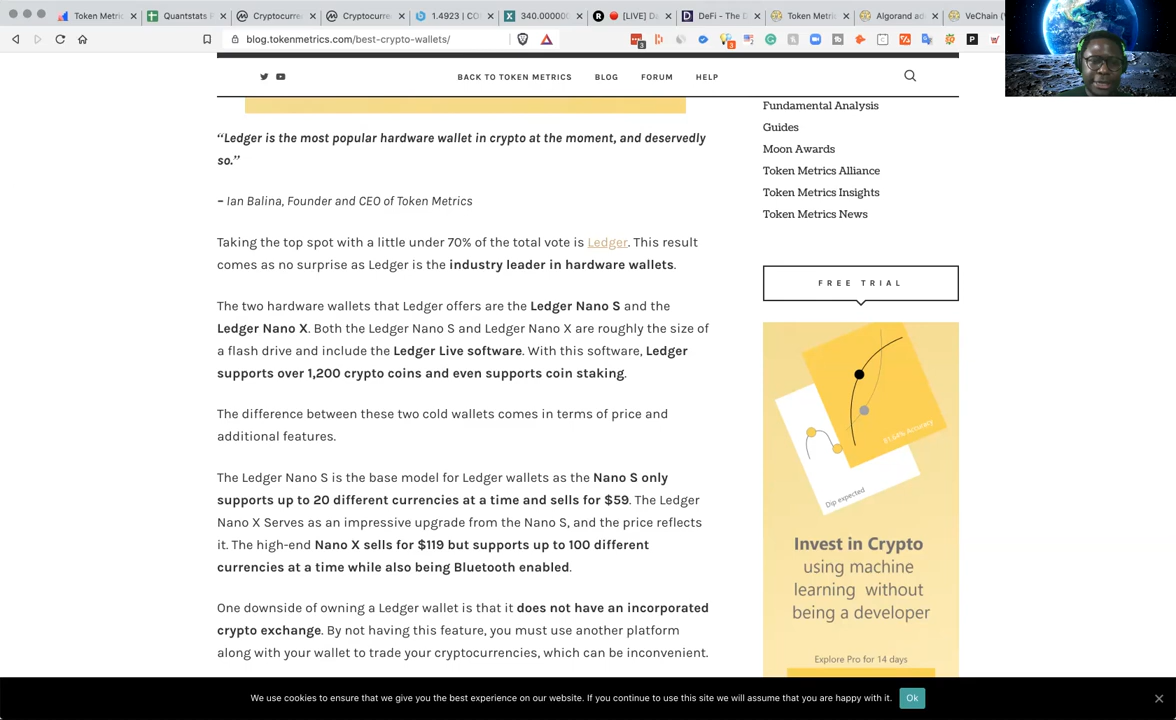 Token Metric
Quantstats
Cryptocurre
Cryptocurre
1.4923 | CO
340.000000
[LIVE] D
DeFi - The D
Token Metri
Algorand ad
VeChain (
blog.tokenmetrics.com/best-crypto-wallets/
BACK TO TOKEN METRICS BLOG FORUM HELP
“Ledger is the most popular hardware wallet in crypto at the moment, and deservedly
so.”
– Ian Balina, Founder and CEO of Token Metrics
Taking the top spot with a little under 70% of the total vote is Ledger. This result
comes as no surprise as Ledger is the industry leader in hardware wallets.
The two hardware wallets that Ledger offers are the Ledger Nano S and the
Ledger Nano X. Both the Ledger Nano S and Ledger Nano X are roughly the size of
a flash drive and include the Ledger Live software. With this software, Ledger
supports over 1,200 crypto coins and even supports coin staking.
The difference between these two cold wallets comes in terms of price and
additional features.
The Ledger Nano S is the base model for Ledger wallets as the Nano S only
supports up to 20 different currencies at a time and sells for $59. The Ledger
Nano X Serves as an impressive upgrade from the Nano S, and the price reflects
it. The high-end Nano X sells for $119 but supports up to 100 different
currencies at a time while also being Bluetooth enabled.
One downside of owning a Ledger wallet is that it does not have an incorporated
crypto exchange. By not having this feature, you must use another platform
along with your wallet to trade your cryptocurrencies, which can be inconvenient.
Fundamental Analysis
Guides
Moon Awards
Token Metrics Alliance
Token Metrics Insights
Token Metrics News
FREE TRIAL
Dip expected
Invest in Crypto
using machine
learning without
being a developer
Explore Pro for 14 days
We use cookies to ensure that we give you the best experience on our website. If you continue to use this site we will assume that you are happy with it. Ok